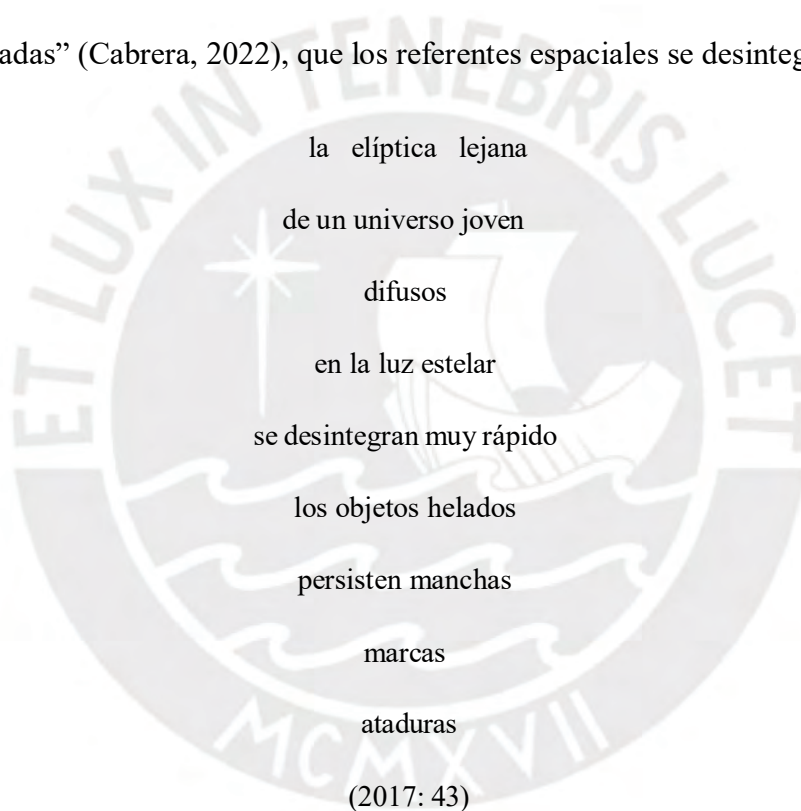 adas” (Cabrera, 2022), que los referentes espaciales se desinteg
la elíptica lejana
de un universo joven
difusos
en la luz estelar
se desintegran muy rápido
los objetos helados
persisten manchas
marcas
ataduras
(2017: 43)
ET LUX IN TENEBRIS LUCET
MCMXVII